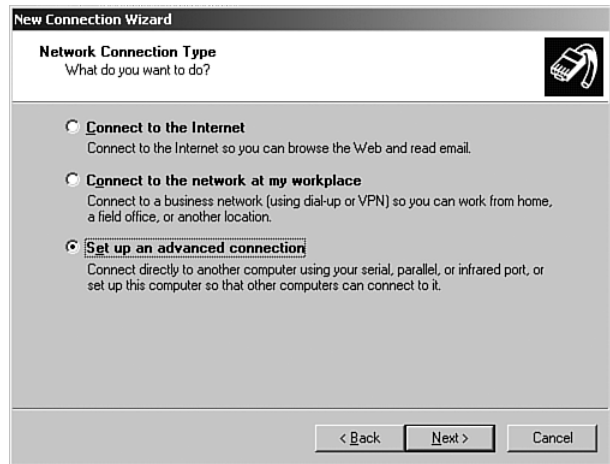 New Connection Wizard
Network Connection Type
What do you want to do?
Connect to the Internet
Connect to the Internet so you can browse the Web and read email.
Connect to the network at my workplace
Connect to a business network (using dial-up or VPN) so you can work from home,
a field office, or another location.
Set up an advanced connection
Connect directly to another computer using your serial, parallel, or infrared port, or
set up this computer so that other computers can connect to it.
< Back Next > Cancel